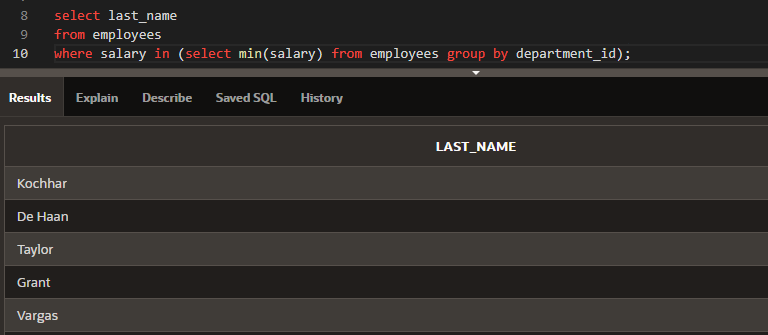 8 select last_name
9 from employees
10 where salary in (select min(salary) from employees group by department_id);
Results Explain Describe Saved SQL History
LAST_NAME
Kochhar
De Haan
Taylor
Grant
Vargas